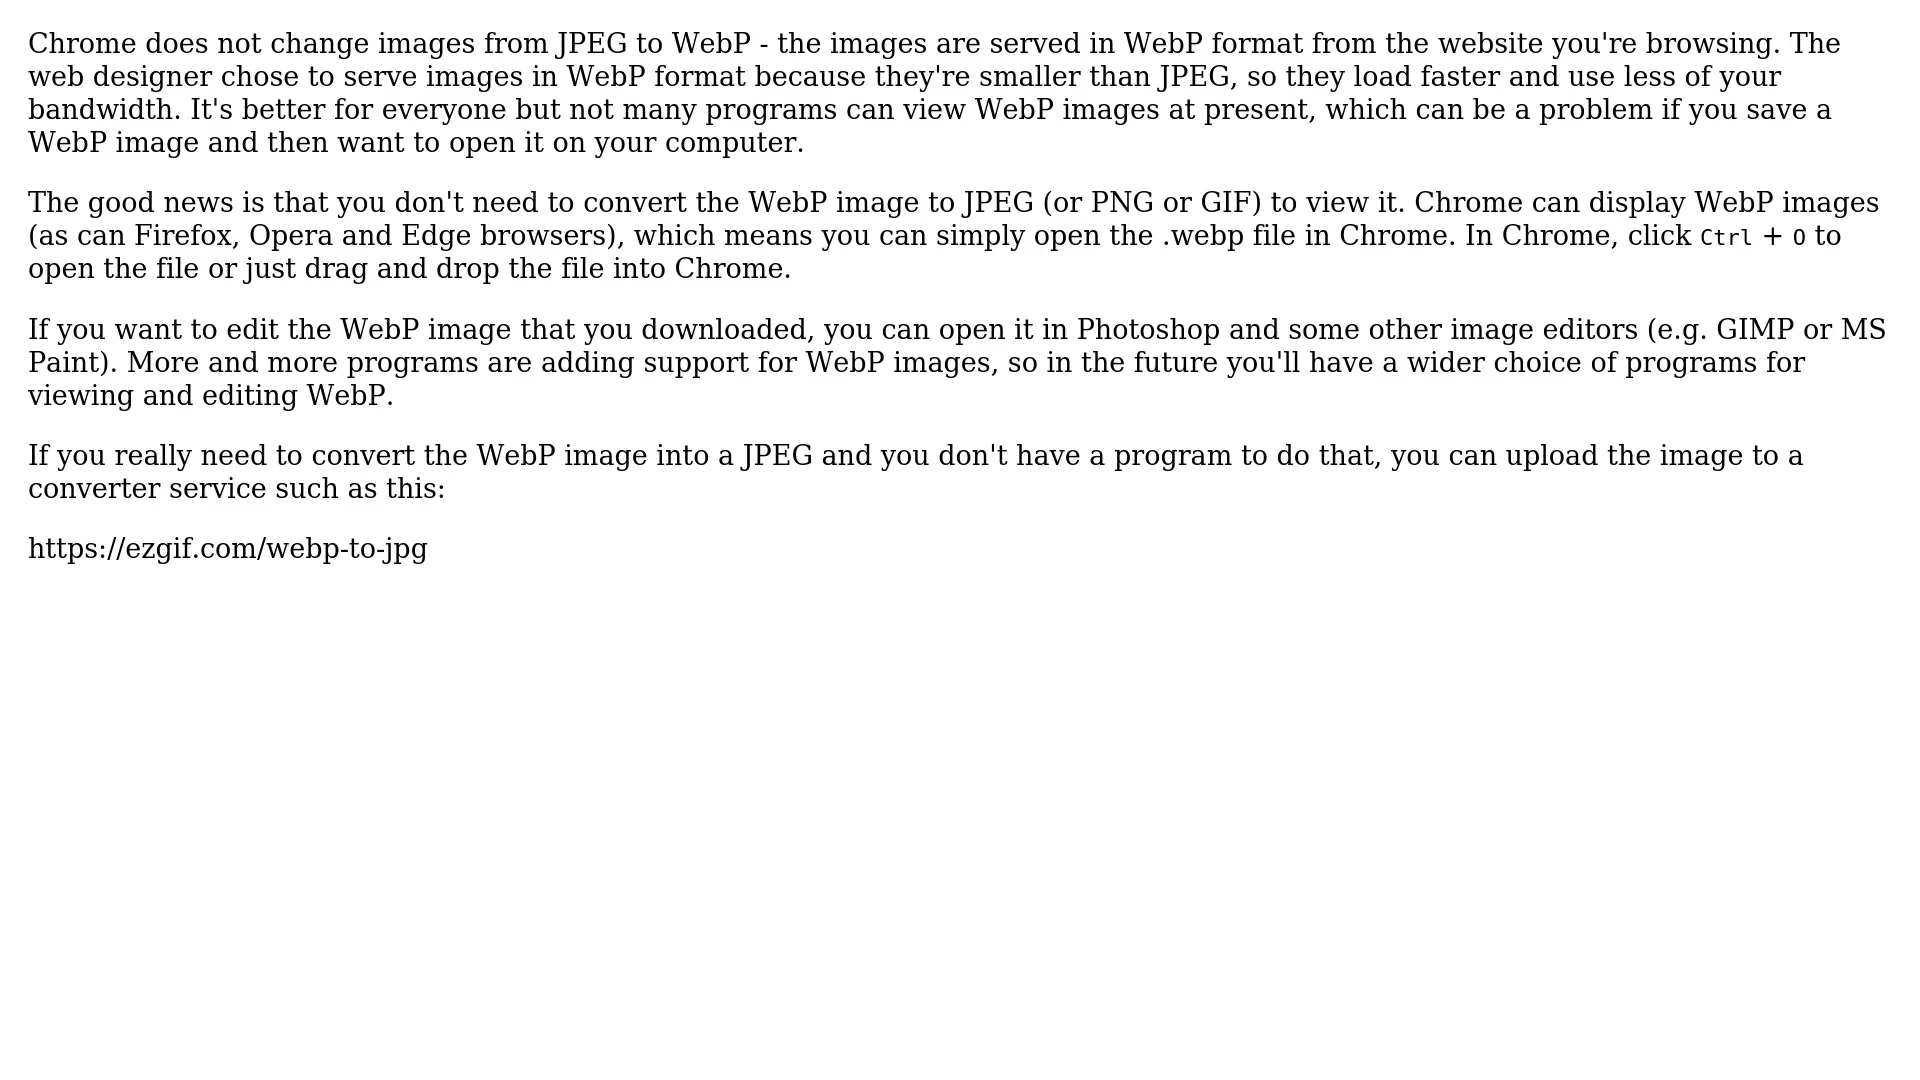 Chrome does not change images from JPEG to WebP - the images are served in WebP format from the website you're browsing. The
web designer chose to serve images in WebP format because they're smaller than JPEG, so they load faster and use less of your
bandwidth. It's better for everyone but not many programs can view WebP images at present, which can be a problem if you save a
WebP image and then want to open it on your computer.
The good news is that you don't need to convert the WebP image to JPEG (or PNG or GIF) to view it. Chrome can display WebP images
(as can Firefox, Opera and Edge browsers), which means you can simply open the .webp file in Chrome. In Chrome, click Ctrl + O to
open the file or just drag and drop the file into Chrome.
If you want to edit the WebP image that you downloaded, you can open it in Photoshop and some other image editors (e.g. GIMP or MS
Paint). More and more programs are adding support for WebP images, so in the future you'll have a wider choice of programs for
viewing and editing WebP.
If you really need to convert the WebP image into a JPEG and you don't have a program to do that, you can upload the image to a
converter service such as this:
https://ezgif.com/webp-to-jpg